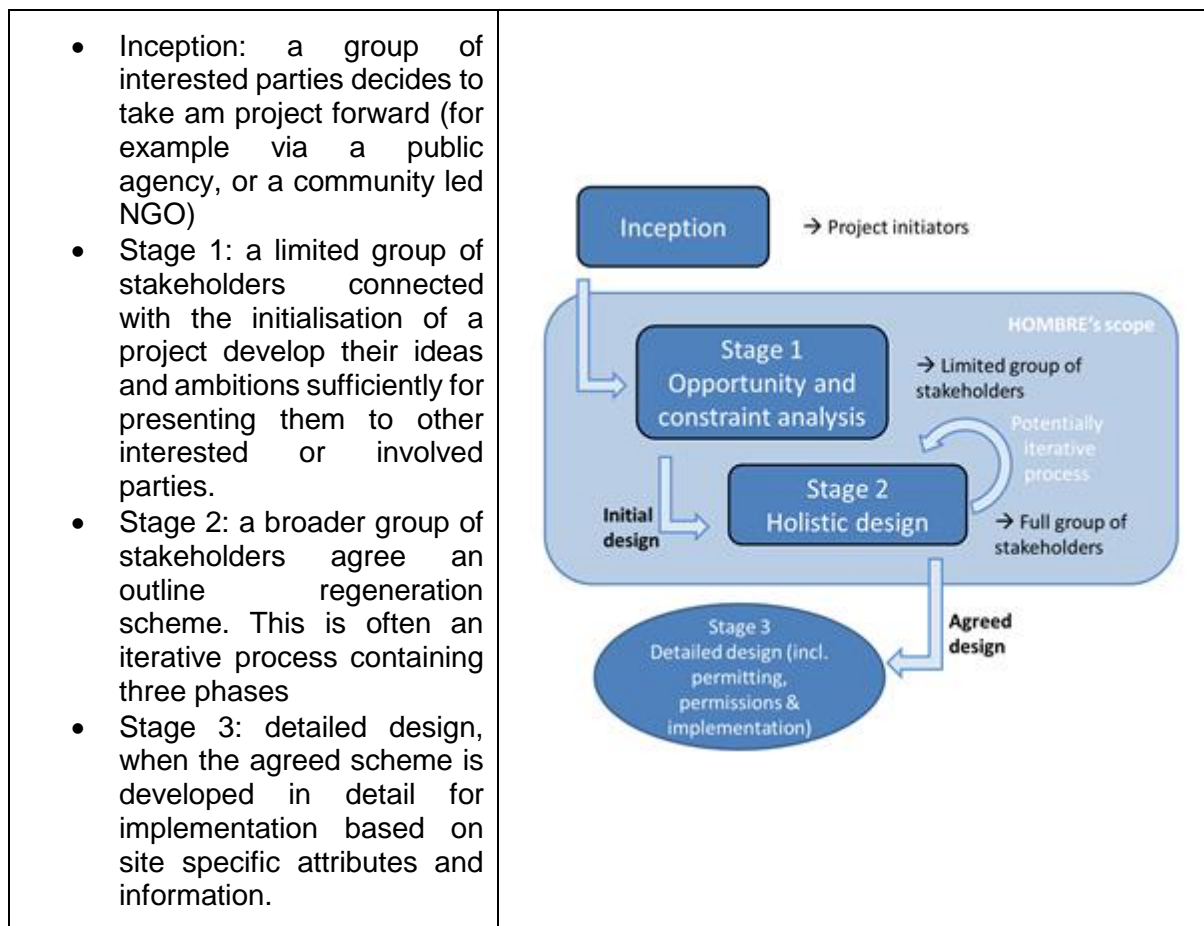 • Inception: a group of
interested parties decides to
take am project forward (for
example via a public
agency, or a community led
NGO)
• Stage 1: a limited group of
stakeholders connected
with the initialisation of a
project develop their ideas
and ambitions sufficiently for
presenting them to other
interested or involved
parties.
• Stage 2: a broader group of
stakeholders agree an
outline regeneration
scheme. This is often an
iterative process containing
three phases
• Stage 3: detailed design,
when the agreed scheme is
developed in detail for
implementation based on
site specific attributes and
information.
Inception
→ Project initiators
HOMBRE's scope
Stage 1
Opportunity and
constraint analysis
→ Limited group of
stakeholders
Potentially
iterative
process
Initial
design
Stage 2
Holistic design
→ Full group of
stakeholders
Agreed
design
Stage 3
Detailed design (incl.
permitting,
permissions &
implementation)